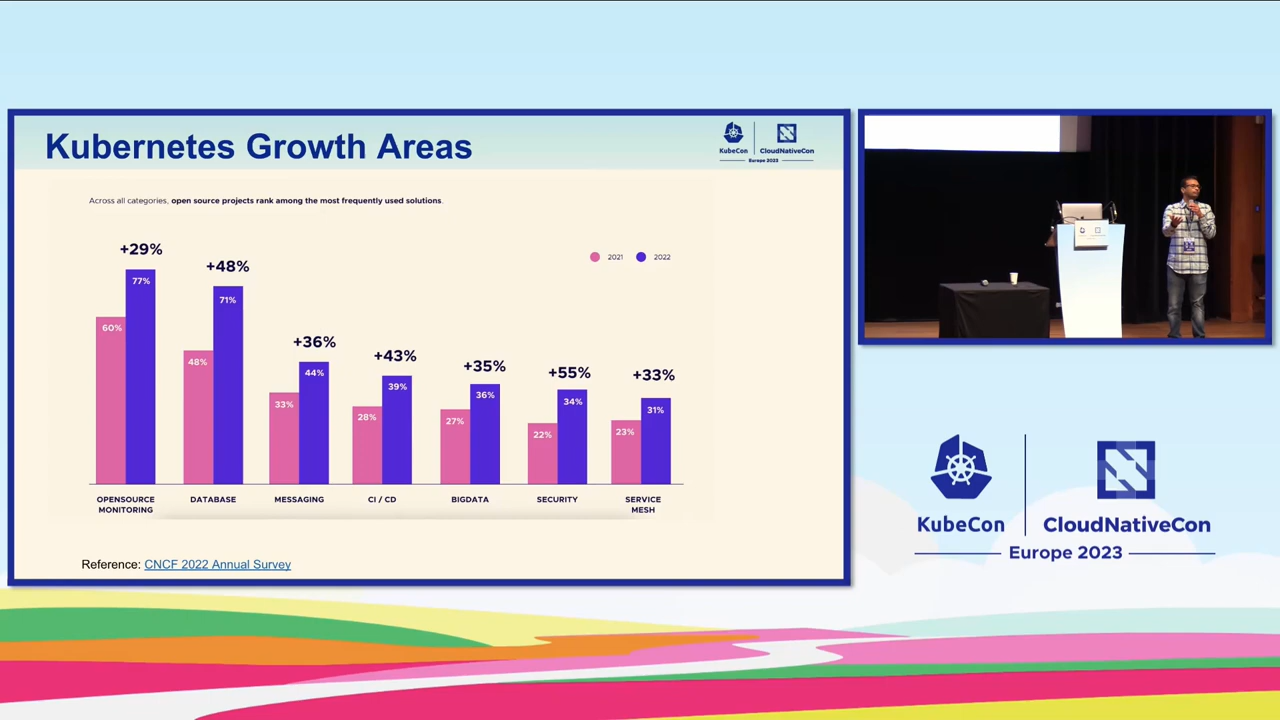 Kubernetes Growth Areas
KubeCon
CloudNativeCon
Europe 2023
Across all categories, open source projects rank among the most frequently used solutions.
2021
2022
+29%
60%
77%
+48%
48%
71%
+36%
33%
44%
+43%
28%
39%
+35%
27%
36%
+55%
22%
34%
+33%
23%
31%
OPENSOURCE
MONITORING
DATABASE
MESSAGING
CI / CD
BIGDATA
SECURITY
SERVICE
MESH
Reference: CNCF 2022 Annual Survey
KubeCon
CloudNativeCon
Europe 2023